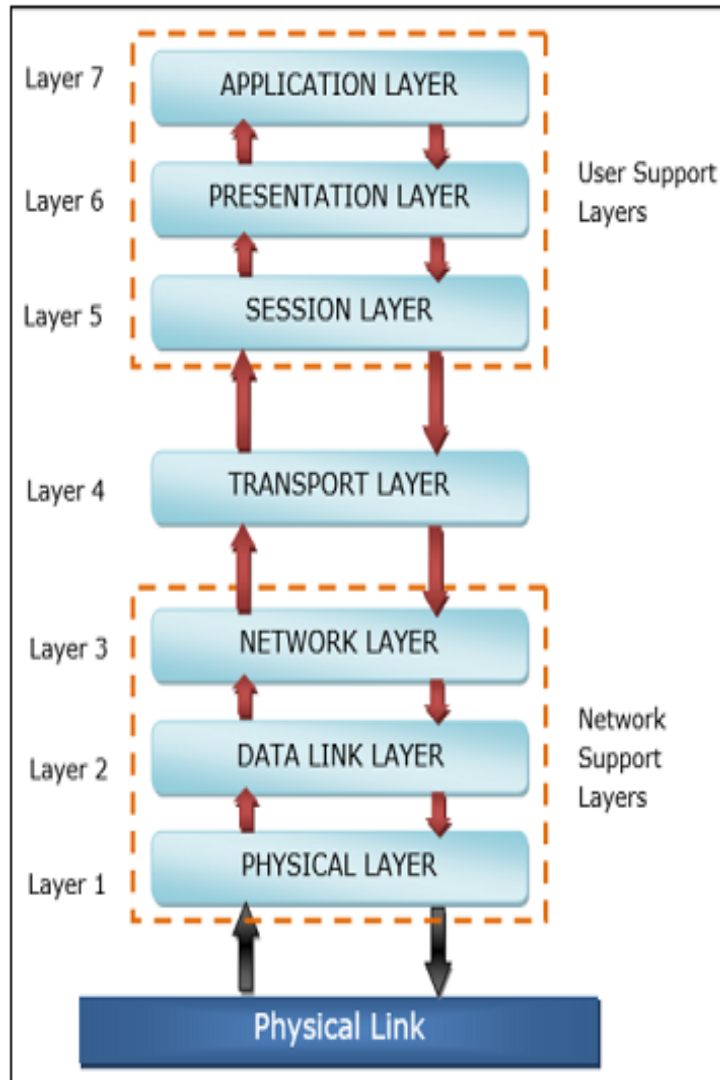 Layer 7
APPLICATION LAYER
Layer 6
PRESENTATION LAYER
User Support
Layers
Layer 5
SESSION LAYER
Layer 4
TRANSPORT LAYER
Layer 3
NETWORK LAYER
Layer 2
DATA LINK LAYER
Network
Support
Layers
Layer 1
PHYSICAL LAYER
Physical Link